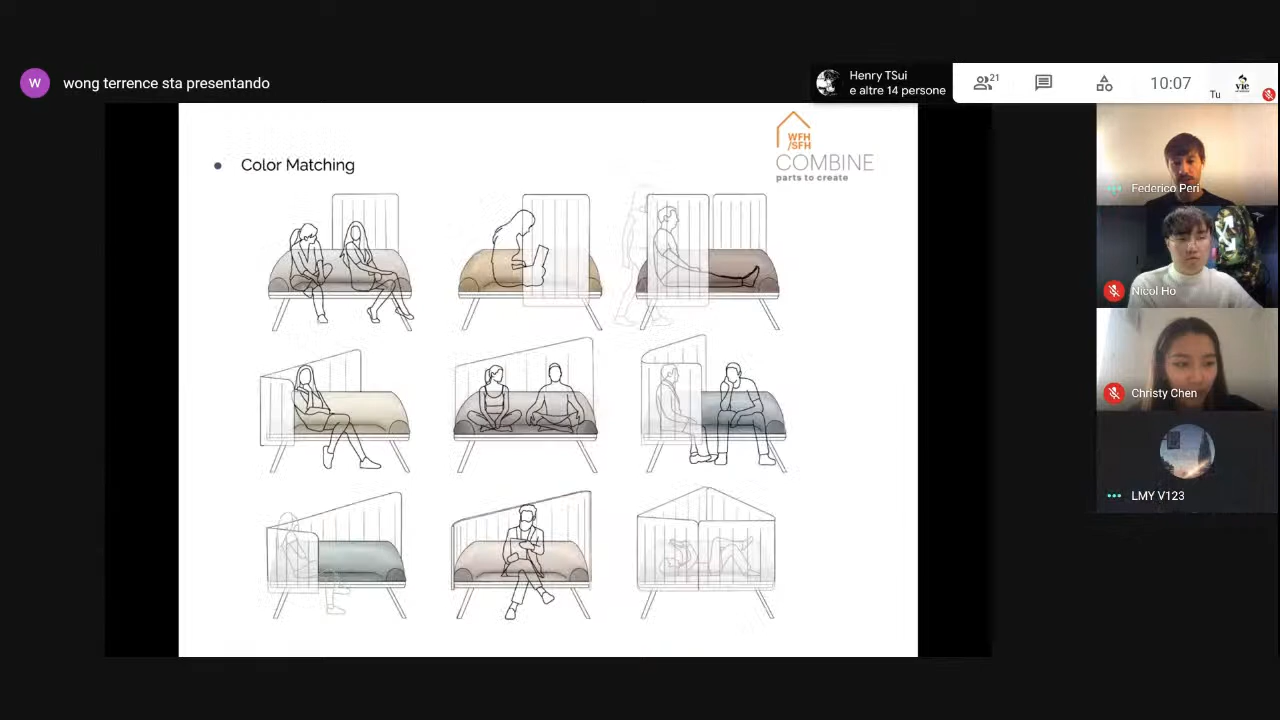 W
wong terrence sta presentando
Henry TSui
e altre 14 persone
21
10:07
Tu
vie
Color Matching
WFH
/SFH
COMBINE
parts to create
Federico Peri
Nicol Ho
Christy Chen
LMY V123